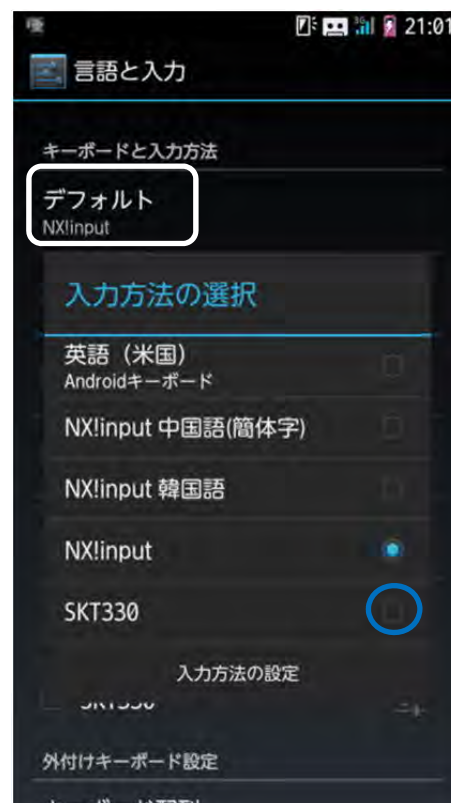 3G 21:01
言語と入力
キーボードと入力方法
デフォルト
NX!input
入力方法の選択
英語（米国）
Androidキーボード
NX!input 中国語(簡体字)
NX!input 韓国語
NX!input
SKT330
入力方法の設定
SKT330
外付けキーボード設定